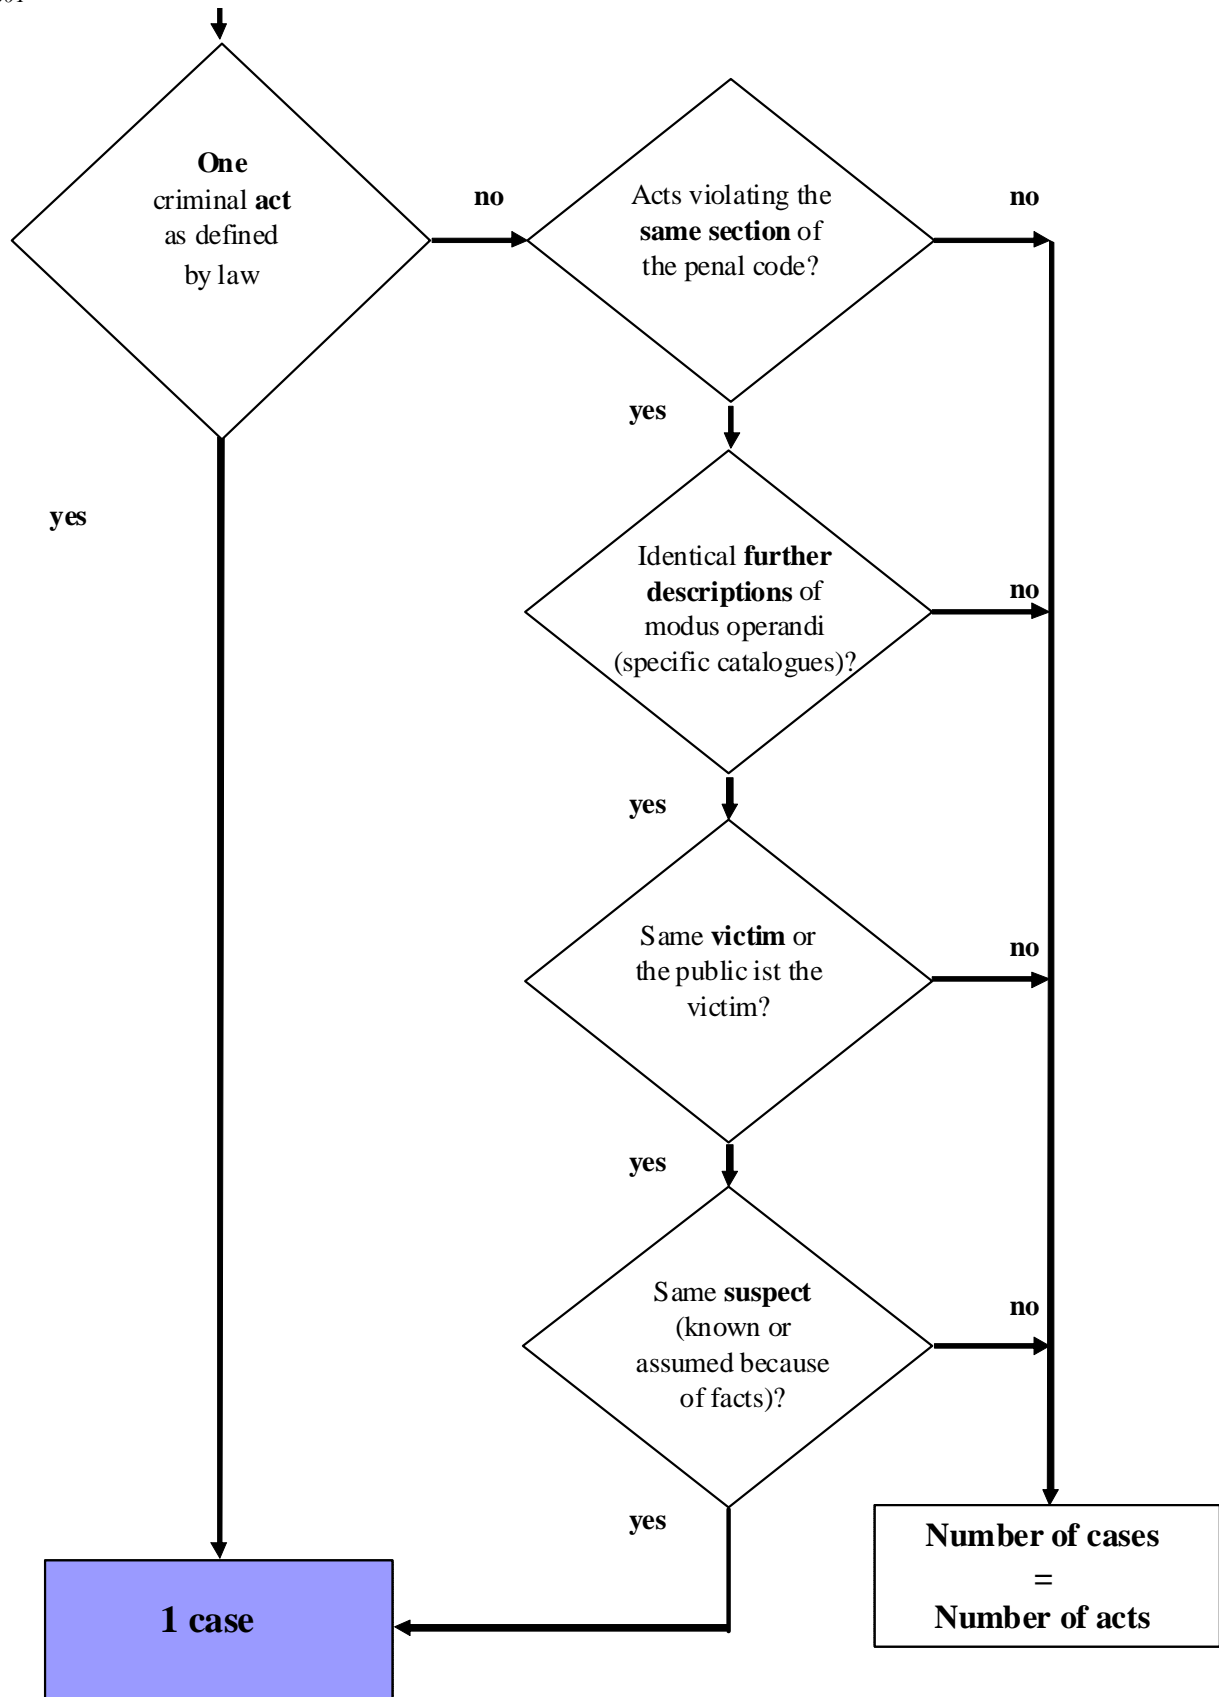 One
criminal act
as defined
by law
no
Acts violating the
same section of
the penal code?
no
yes
yes
Identical further
descriptions of
modus operandi
(specific catalogues)?
no
yes
Same victim or
the public ist the
victim?
no
yes
Same suspect
(known or
assumed because
of facts)?
no
yes
1 case
Number of cases
=
Number of acts